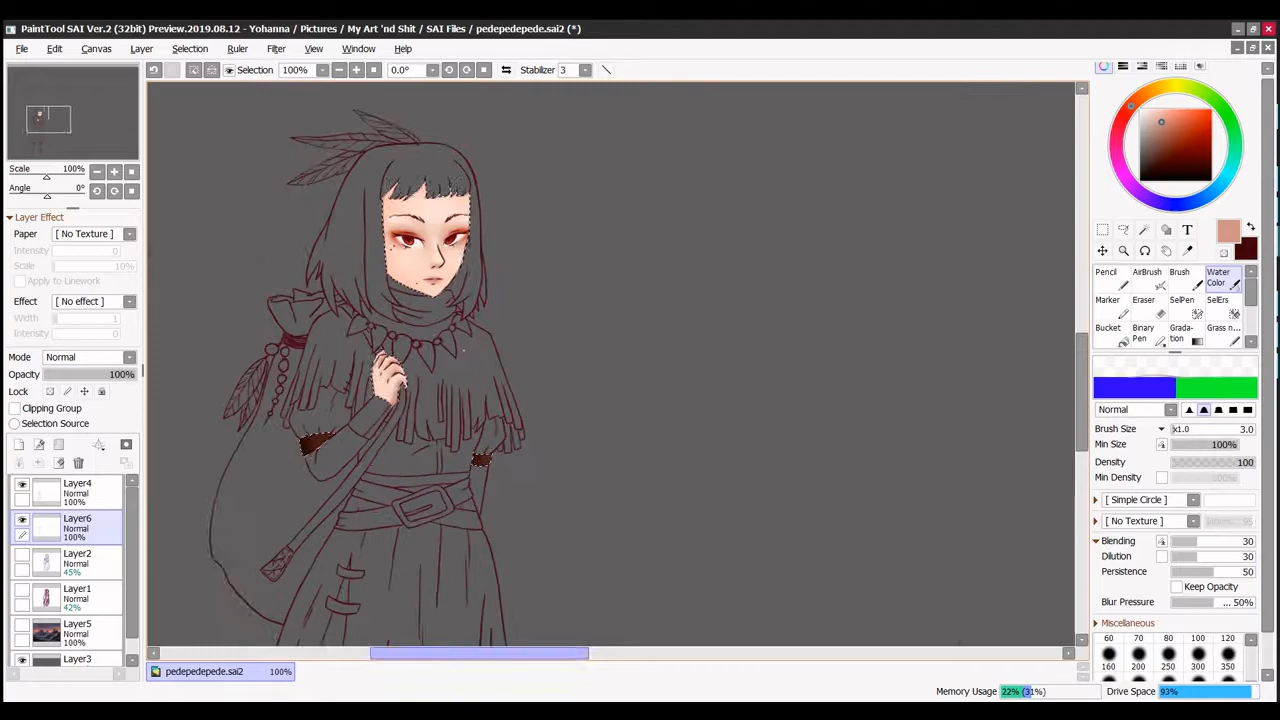 PaintTool SAI Ver.2 (32bit) Preview.2019.08.12 - Yohanna / Pictures / My Art 'nd Shit / SAI Files / pedepedepede.sai2 (*)
File Edit Canvas Layer Selection Ruler Filter View Window Help
Selection 100% 0.0° Stabilizer 3
Scale 100%
Angle 0°
Layer Effect
Paper [ No Texture ]
Intensity 0
Scale 10%
Apply to Linework
Effect [ No effect ]
Width 1
Intensity 0
Mode Normal
Opacity 100%
Lock
Clipping Group
Selection Source
Layer4
Normal
100%
Layer6
Normal
100%
Layer2
Normal
45%
Layer1
Normal
42%
Layer5
Normal
100%
Layer3
T
Pencil AirBrush Brush Water Color
Marker Eraser SelPen SelErs
Bucket Binary Pen Grada-tion Grass n...
Normal
Brush Size x1.0 3.0
Min Size 100%
Density 100
Min Density
[ Simple Circle ]
[ No Texture ]
Blending 30
Dilution 30
Persistence 50
Keep Opacity
Blur Pressure ... 50%
Miscellaneous
60 70 80 100 120
160 200 250 300 350
pedepedepede.sai2 100%
Memory Usage 22% (31%) Drive Space 93%